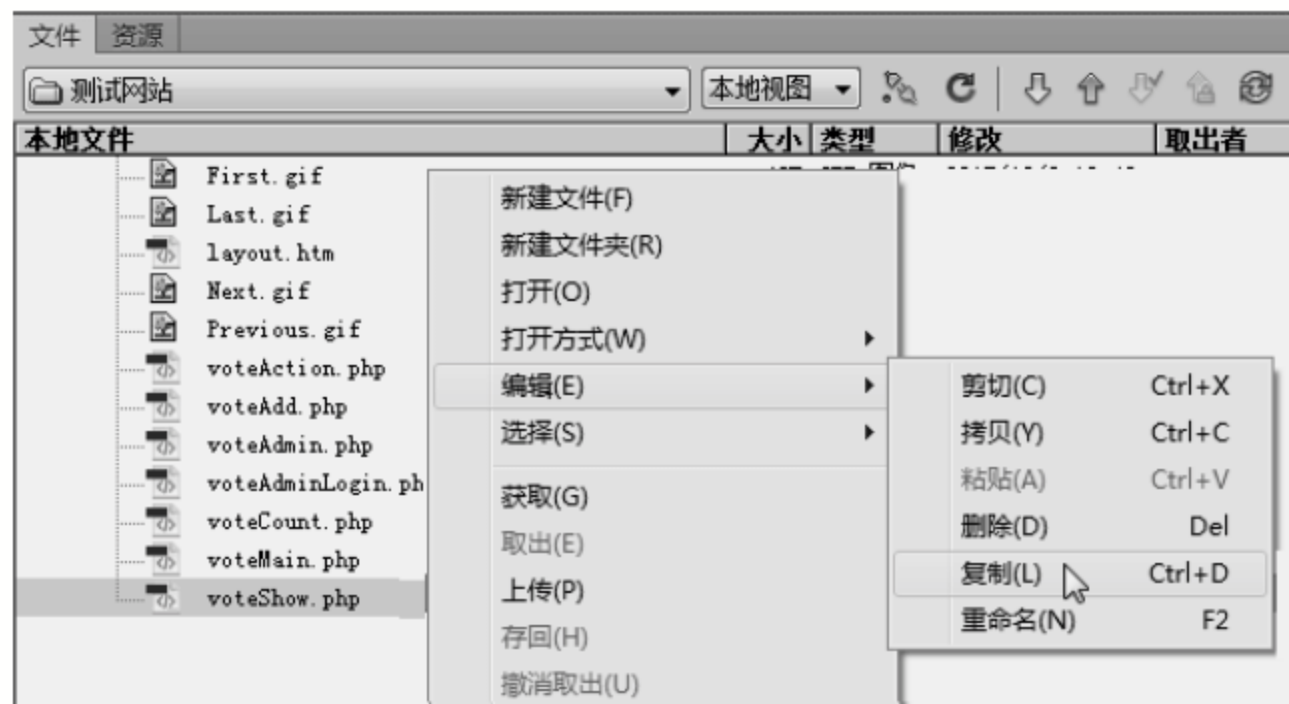 文件 资源
测试网站 本地视图
本地文件 大小 类型 修改 取出者
First.gif
Last.gif
layout.htm
Next.gif
Previous.gif
voteAction.php
voteAdd.php
voteAdmin.php
voteAdminLogin.ph
voteCount.php
voteMain.php
voteShow.php
新建文件(F)
新建文件夹(R)
打开(O)
打开方式(W)
编辑(E)
选择(S)
获取(G)
取出(E)
上传(P)
存回(H)
撤消取出(U)
剪切(C) Ctrl+X
拷贝(Y) Ctrl+C
粘贴(A) Ctrl+V
删除(D) Del
复制(L) Ctrl+D
重命名(N) F2